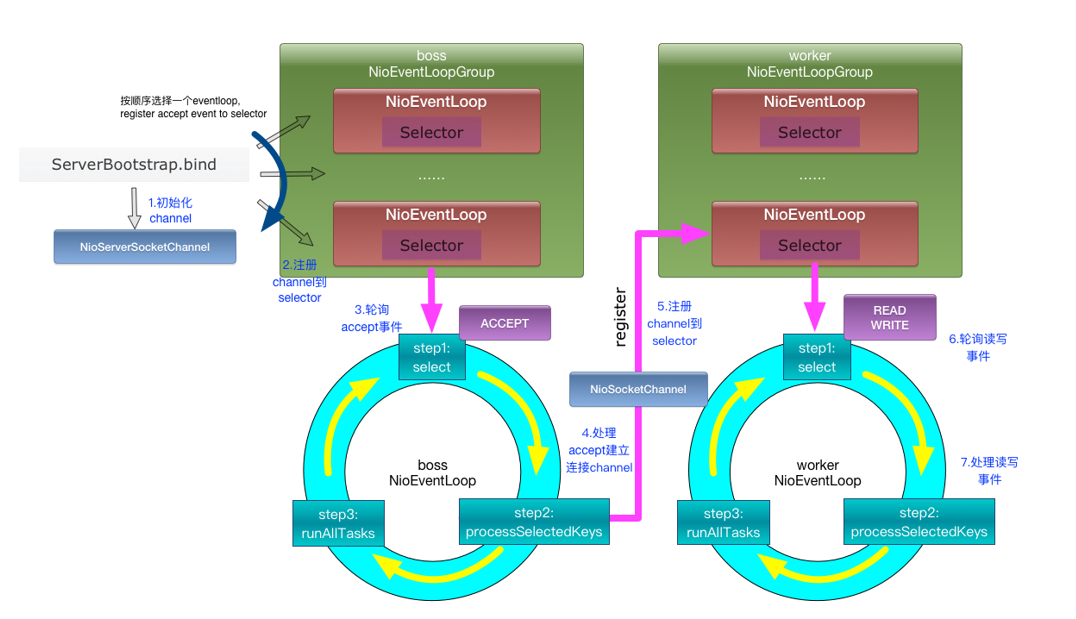 boss
NioEventLoopGroup
NioEventLoop
Selector
......
NioEventLoop
Selector
worker
NioEventLoopGroup
NioEventLoop
Selector
......
NioEventLoop
Selector
按顺序选择一个eventloop,
register accept event to selector
ServerBootstrap.bind
1.初始化
channel
NioServerSocketChannel
2.注册
channel到
selector
3.轮询
accept事件
ACCEPT
step1:
select
boss
NioEventLoop
step2:
processSelectedKeys
step3:
runAllTasks
4.处理
accept建立
连接channel
NioSocketChannel
register
5.注册
channel到
selector
READ
WRITE
6.轮询读写
事件
step1:
select
worker
NioEventLoop
7.处理读写
事件
step2:
processSelectedKeys
step3:
runAllTasks